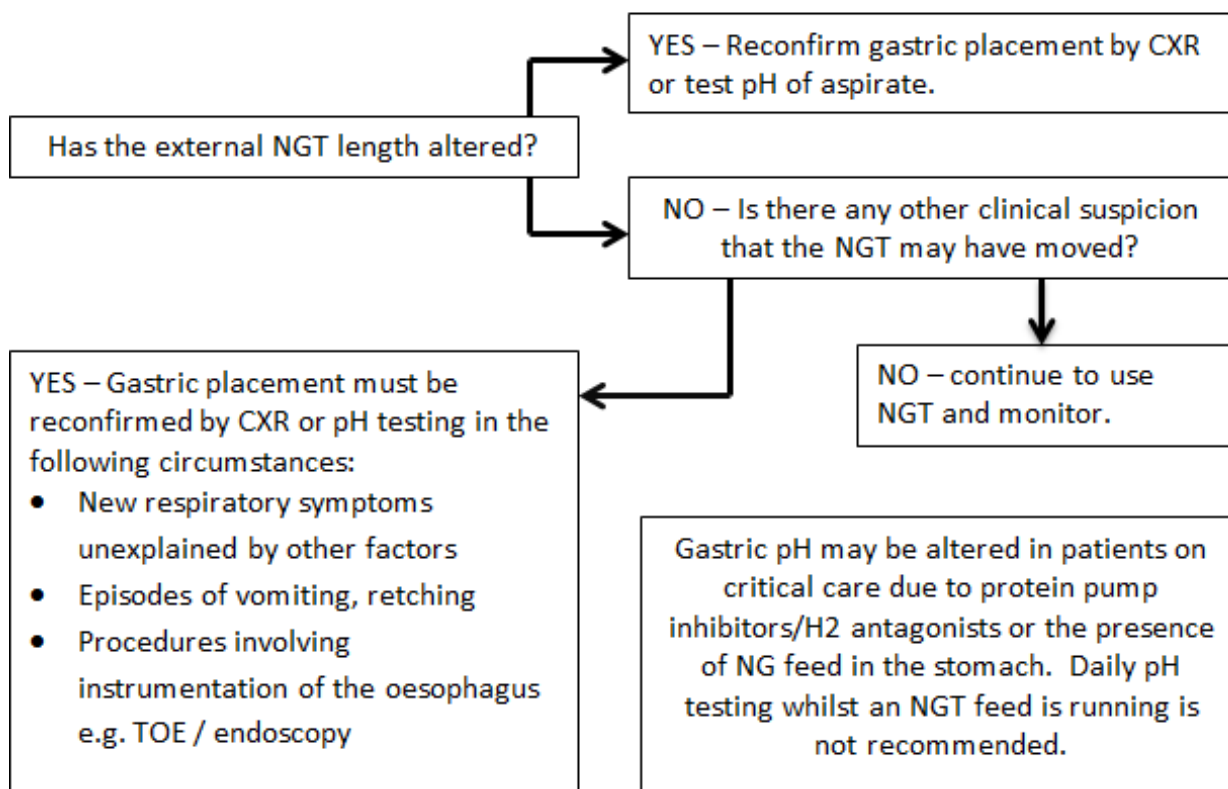 YES – Reconfirm gastric placement by CXR
or test pH of aspirate.
Has the external NGT length altered?
NO – Is there any other clinical suspicion
that the NGT may have moved?
YES – Gastric placement must be
reconfirmed by CXR or pH testing in the
following circumstances:
• New respiratory symptoms
unexplained by other factors
• Episodes of vomiting, retching
• Procedures involving
instrumentation of the oesophagus
e.g. TOE / endoscopy
NO – continue to use
NGT and monitor.
Gastric pH may be altered in patients on
critical care due to protein pump
inhibitors/H2 antagonists or the presence
of NG feed in the stomach.  Daily pH
testing whilst an NGT feed is running is
not recommended.